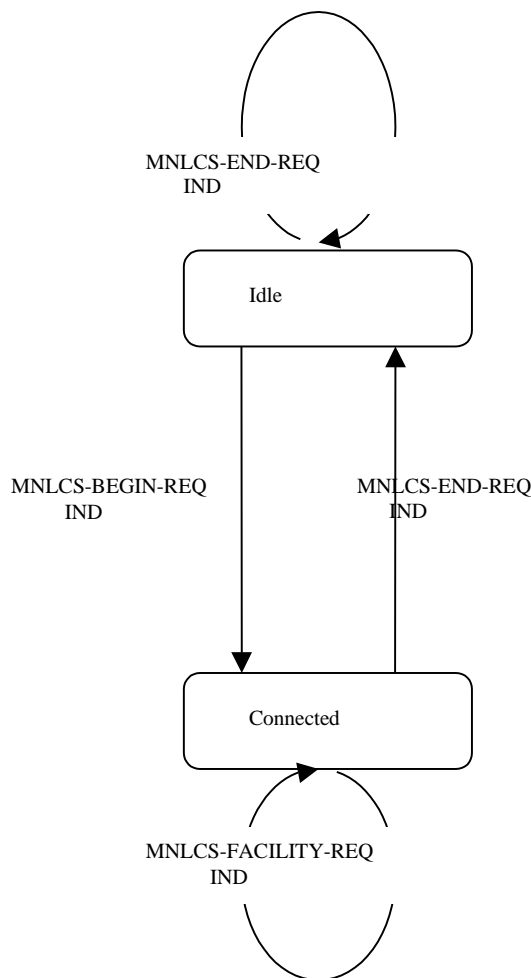 MNLCS-END-REQ
IND
Idle
MNLCS-BEGIN-REQ
IND
MNLCS-END-REQ
IND
Connected
MNLCS-FACILITY-REQ
IND